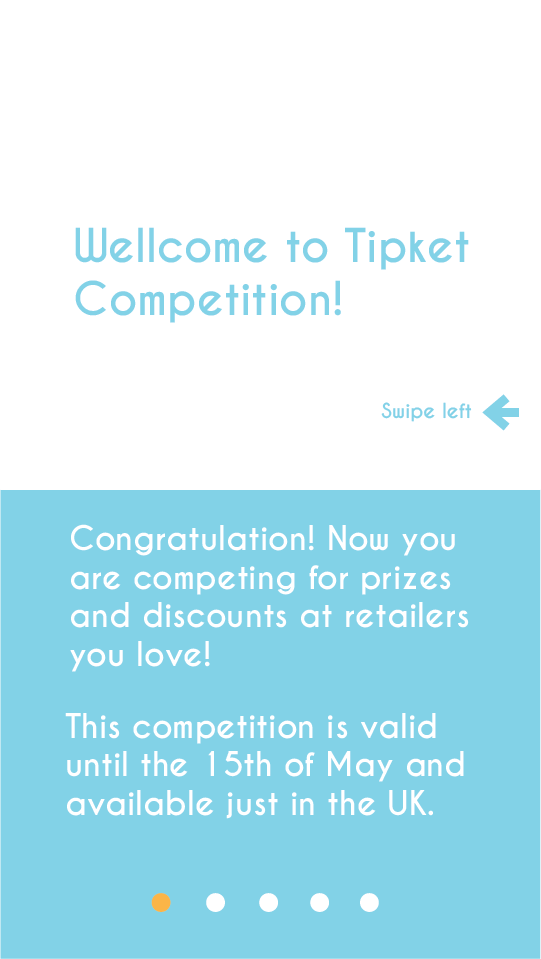 Wellcome to Tipket
Competition!
Swipe left
Congratulation! Now you
are competing for prizes
and discounts at retailers
you love!
This competition is valid
until the 15th of May and
available just in the UK.